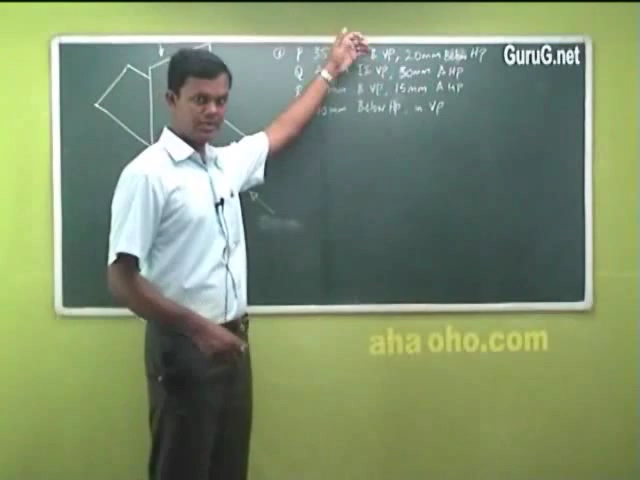 P 35 B VP, 20mm Below HP
Q IF VP, 30mm A HP
B VP, 15mm A HP
Below HP, in VP
GuruG.net
aha oho.com